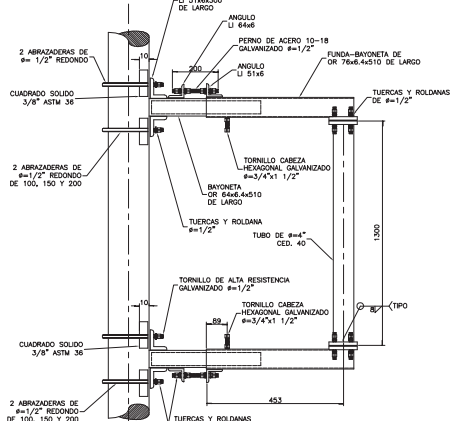 LI 51x6x300
DE LARGO
ANGULO
LI 64x6
PERNO DE ACERO 10-18
GALVANIZADO ø=1/2"
ANGULO
LI 51x6
FUNDA-BAYONETA DE
OR 76x6.4x510 DE LARGO
2 ABRAZADERAS DE
ø= 1/2" REDONDO
10
200
TUERCAS Y ROLDANAS
DE ø=1/2"
CUADRADO SOLIDO
3/8" ASTM 36
2 ABRAZADERAS DE
ø=1/2" REDONDO
DE 100, 150 Y 200
TORNILLO CABEZA
HEXAGONAL GALVANIZADO
ø=3/4"x1 1/2"
BAYONETA
OR 64x6.4x510
DE LARGO
TUERCAS Y ROLDANA
ø=1/2"
TUBO DE ø=4"
CED. 40
1300
TORNILLO DE ALTA RESISTENCIA
GALVANIZADO ø=1/2"
10
TORNILLO CABEZA
HEXAGONAL GALVANIZADO
ø=3/4"x1 1/2"
89
TIPO
CUADRADO SOLIDO
3/8" ASTM 36
453
2 ABRAZADERAS DE
ø=1/2" REDONDO
DE 100, 150 Y 200
TUERCAS Y ROLDANAS